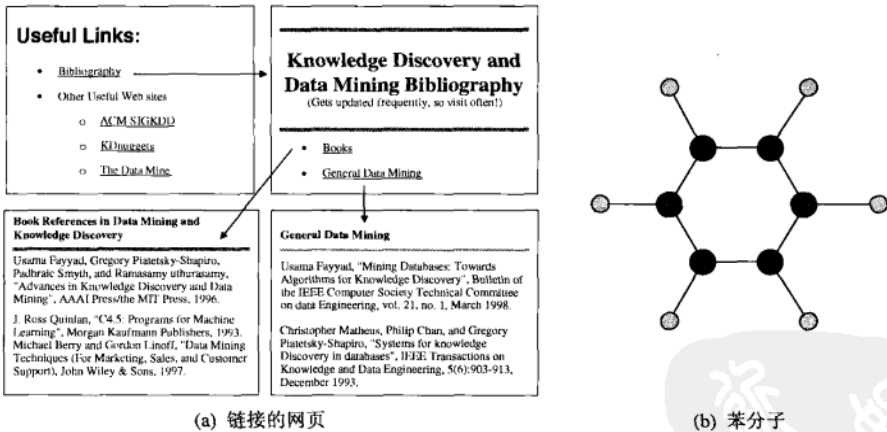 Useful Links:
• Bibliography
• Other Useful Web sites
o ACM SIGKDD
o KDnuggets
o The Data Mine
Knowledge Discovery and
Data Mining Bibliography
(Gets updated frequently, so visit often!)
• Books
• General Data Mining
Book References in Data Mining and
Knowledge Discovery
Usama Fayyad, Gregory Piatetsky-Shapiro,
Padhraic Smyth, and Ramasamy uthurasamy,
"Advances in Knowledge Discovery and Data
Mining", AAAI Press/the MIT Press, 1996.
J. Ross Quinlan, "C4.5: Programs for Machine
Learning", Morgan Kaufmann Publishers, 1993.
Michael Berry and Gordon Linoff, "Data Mining
Techniques (For Marketing, Sales, and Customer
Support), John Wiley & Sons, 1997.
General Data Mining
Usama Fayyad, "Mining Databases: Towards
Algorithms for Knowledge Discovery", Bulletin of
the IEEE Computer Society Technical Committee
on data Engineering, vol. 21, no. 1, March 1998.
Christopher Matheus, Philip Chan, and Gregory
Piatetsky-Shapiro, "Systems for knowledge
Discovery in databases", IEEE Transactions on
Knowledge and Data Engineering, 5(6):903-913,
December 1993.
(a) 链接的网页
(b) 苯分子